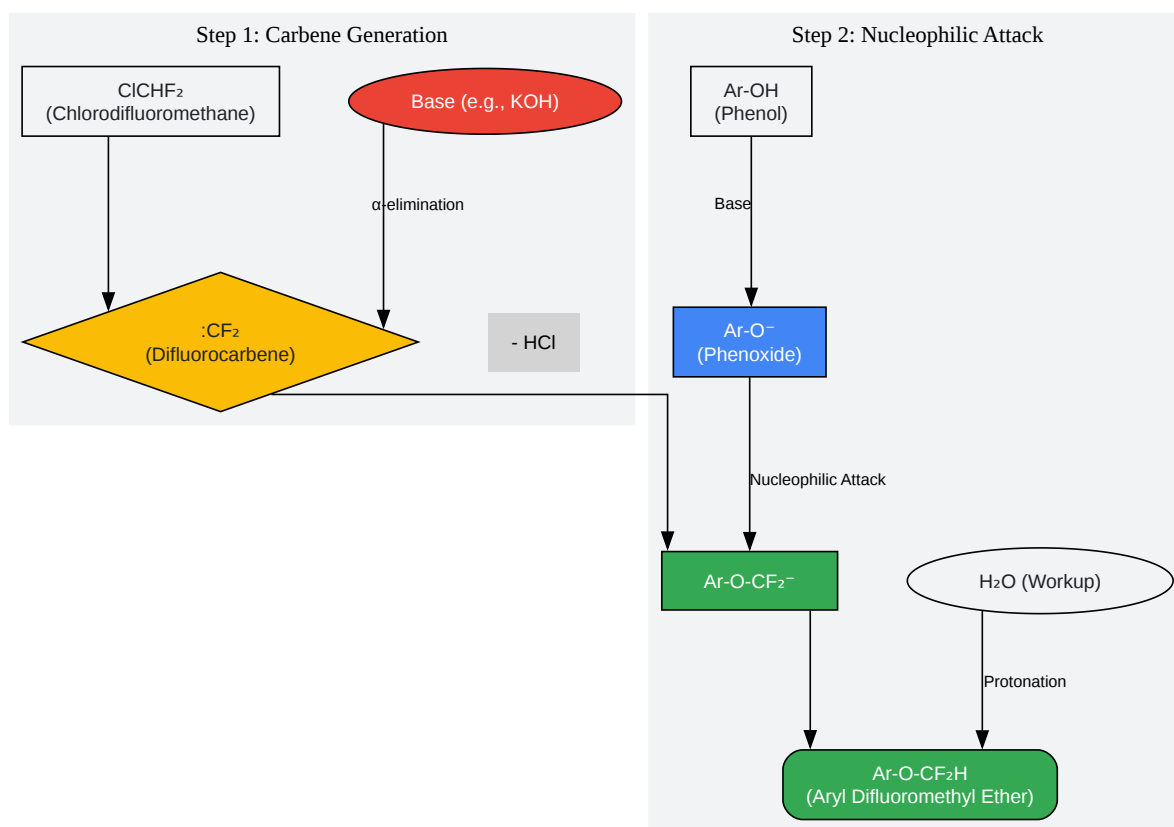 Step 1: Carbene Generation
ClCHF₂
(Chlorodifluoromethane)
Base (e.g., KOH)
α-elimination
:CF₂
(Difluorocarbene)
- HCl
Step 2: Nucleophilic Attack
Ar-OH
(Phenol)
Base
Ar-O⁻
(Phenoxide)
Nucleophilic Attack
Ar-O-CF₂⁻
H₂O (Workup)
Protonation
Ar-O-CF₂H
(Aryl Difluoromethyl Ether)